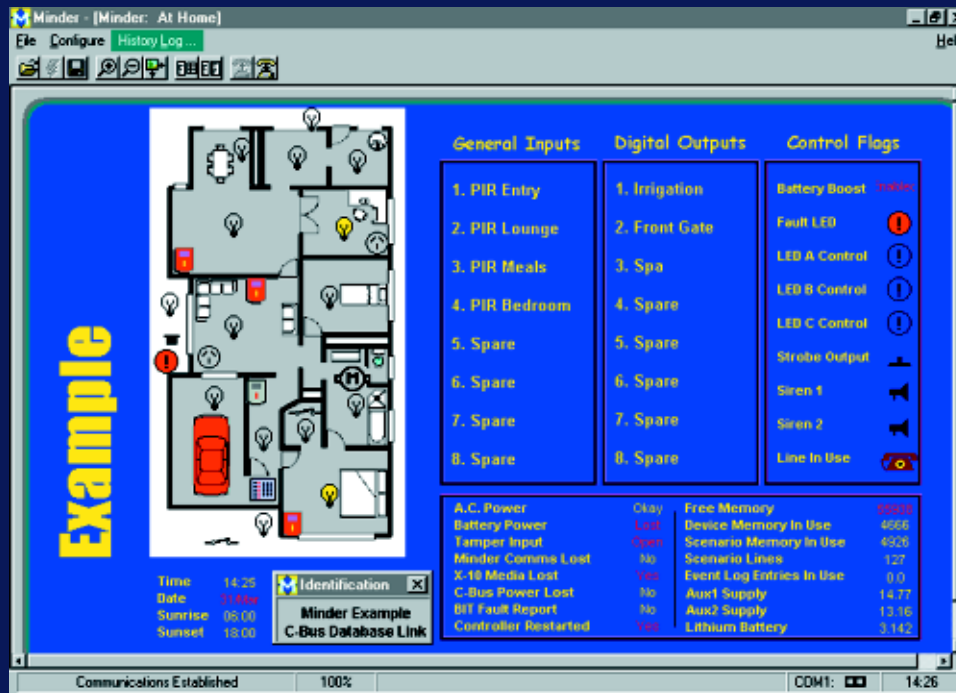 Minder - [Minder: At Home]
File Configure History Log ...
Hel
General Inputs
1. PIR Entry
2. PIR Lounge
3. PIR Meals
4. PIR Bedroom
5. Spare
6. Spare
7. Spare
8. Spare
Digital Outputs
1. Irrigation
2. Front Gate
3. Spa
4. Spare
5. Spare
6. Spare
7. Spare
8. Spare
Control Flags
Battery Boost Enabled
Fault LED
LED A Control
LED B Control
LED C Control
Strobe Output
Siren 1
Siren 2
Line In Use
Example
A.C. Power Okay
Battery Power Lost
Tamper Input Open
Minder Comms Lost No
X-10 Media Lost Yes
C-Bus Power Lost No
BIT Fault Report No
Controller Restarted Yes
Free Memory
Device Memory In Use 4666
Scenario Memory In Use 4926
Scenario Lines 127
Event Log Entries In Use 0.0
Aux1 Supply 14.77
Aux2 Supply 13.16
Lithium Battery 3.142
Time 14:25
Date 31/Mar
Sunrise 06:00
Sunset 18:00
Identification
Minder Example
C-Bus Database Link
Communications Established 100% COM1: 14:26